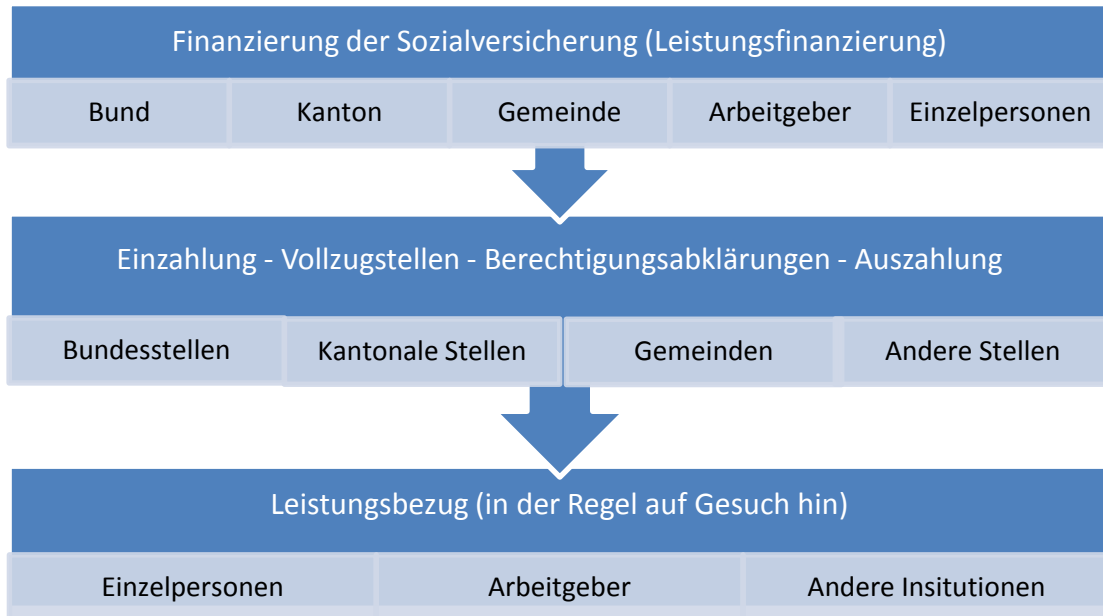 Finanzierung der Sozialversicherung (Leistungsfinanzierung)
Bund Kanton Gemeinde Arbeitgeber Einzelpersonen
Einzahlung - Vollzugstellen - Berechtigungsabklärungen - Auszahlung
Bundesstellen Kantonale Stellen Gemeinden Andere Stellen
Leistungsbezug (in der Regel auf Gesuch hin)
Einzelpersonen Arbeitgeber Andere Insitutionen